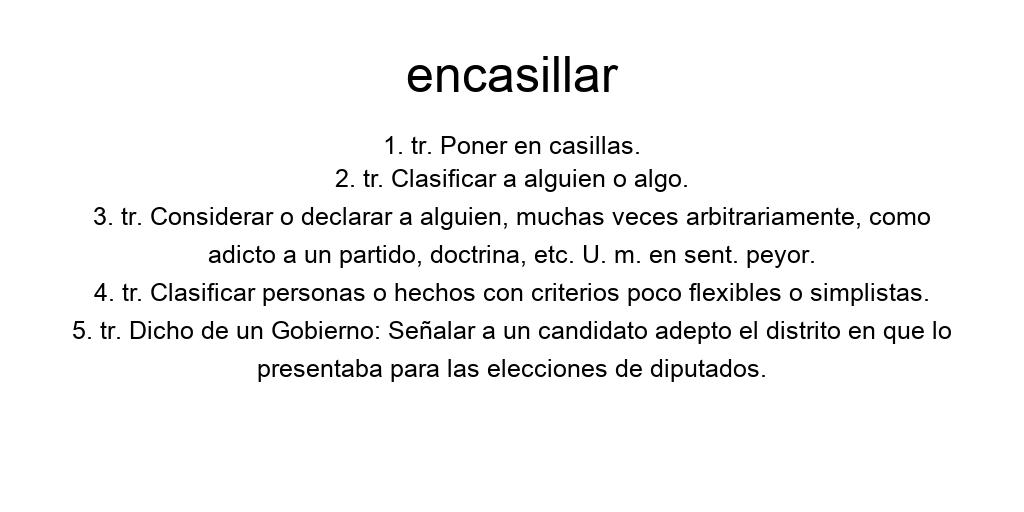 encasillar
1. tr. Poner en casillas.
2. tr. Clasificar a alguien o algo.
3. tr. Considerar o declarar a alguien, muchas veces arbitrariamente, como
adicto a un partido, doctrina, etc. U. m. en sent. peyor.
4. tr. Clasificar personas o hechos con criterios poco flexibles o simplistas.
5. tr. Dicho de un Gobierno: Señalar a un candidato adepto el distrito en que lo
presentaba para las elecciones de diputados.